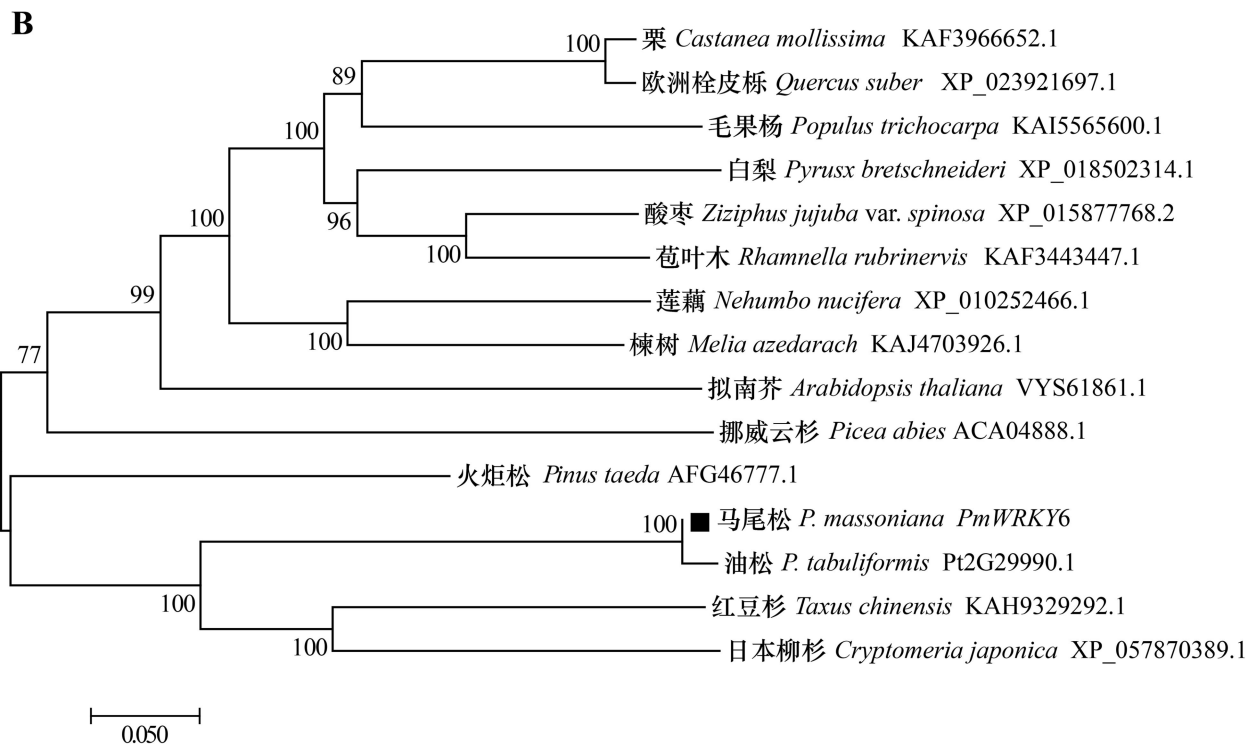 B
100
栗 Castanea mollissima KAF3966652.1
89
欧洲栓皮栎 Quercus suber XP_023921697.1
100
毛果杨 Populus trichocarpa KAI5565600.1
白梨 Pyrusx bretschneideri XP_018502314.1
100
96
酸枣 Ziziphus jujuba var. spinosa XP_015877768.2
100
苞叶木 Rhamnella rubrinervis KAF3443447.1
99
莲藕 Nehumbo nucifera XP_010252466.1
100
楝树 Melia azedarach KAJ4703926.1
77
拟南芥 Arabidopsis thaliana VYS61861.1
挪威云杉 Picea abies ACA04888.1
火炬松 Pinus taeda AFG46777.1
100
马尾松 P. massoniana PmWRKY6
油松 P. tabuliformis Pt2G29990.1
100
红豆杉 Taxus chinensis KAH9329292.1
100
日本柳杉 Cryptomeria japonica XP_057870389.1
0.050